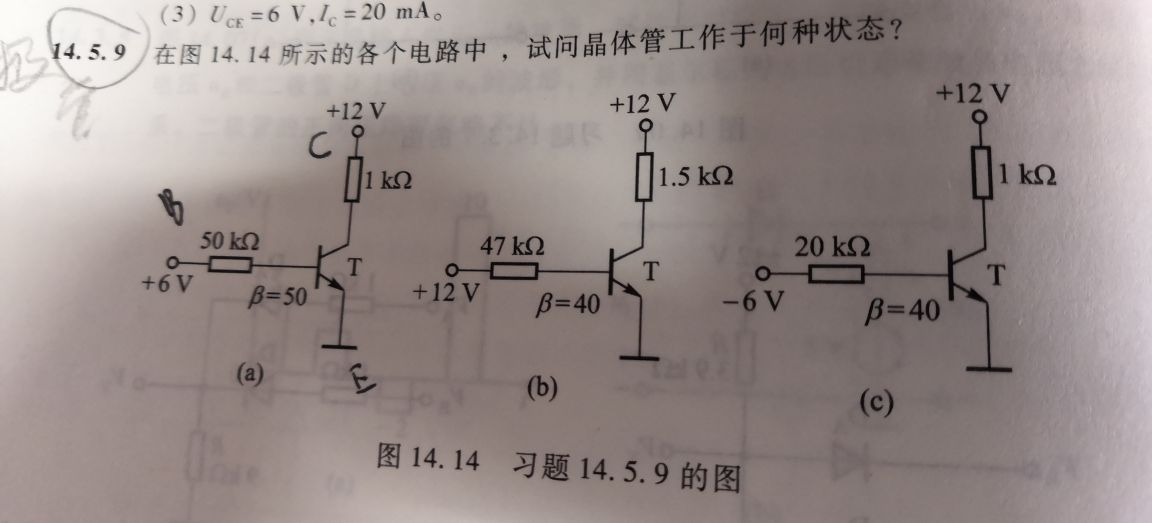 (3) U_CE = 6 V, I_C = 20 mA。
14.5.9 在图 14.14 所示的各个电路中，试问晶体管工作于何种状态？
+12 V
+12 V
+12 V
C
1 kΩ
1.5 kΩ
1 kΩ
B
50 kΩ
47 kΩ
20 kΩ
T
T
T
+6 V
+12 V
−6 V
β=50
β=40
β=40
(a)
E
(b)
(c)
图 14.14 习题 14.5.9 的图